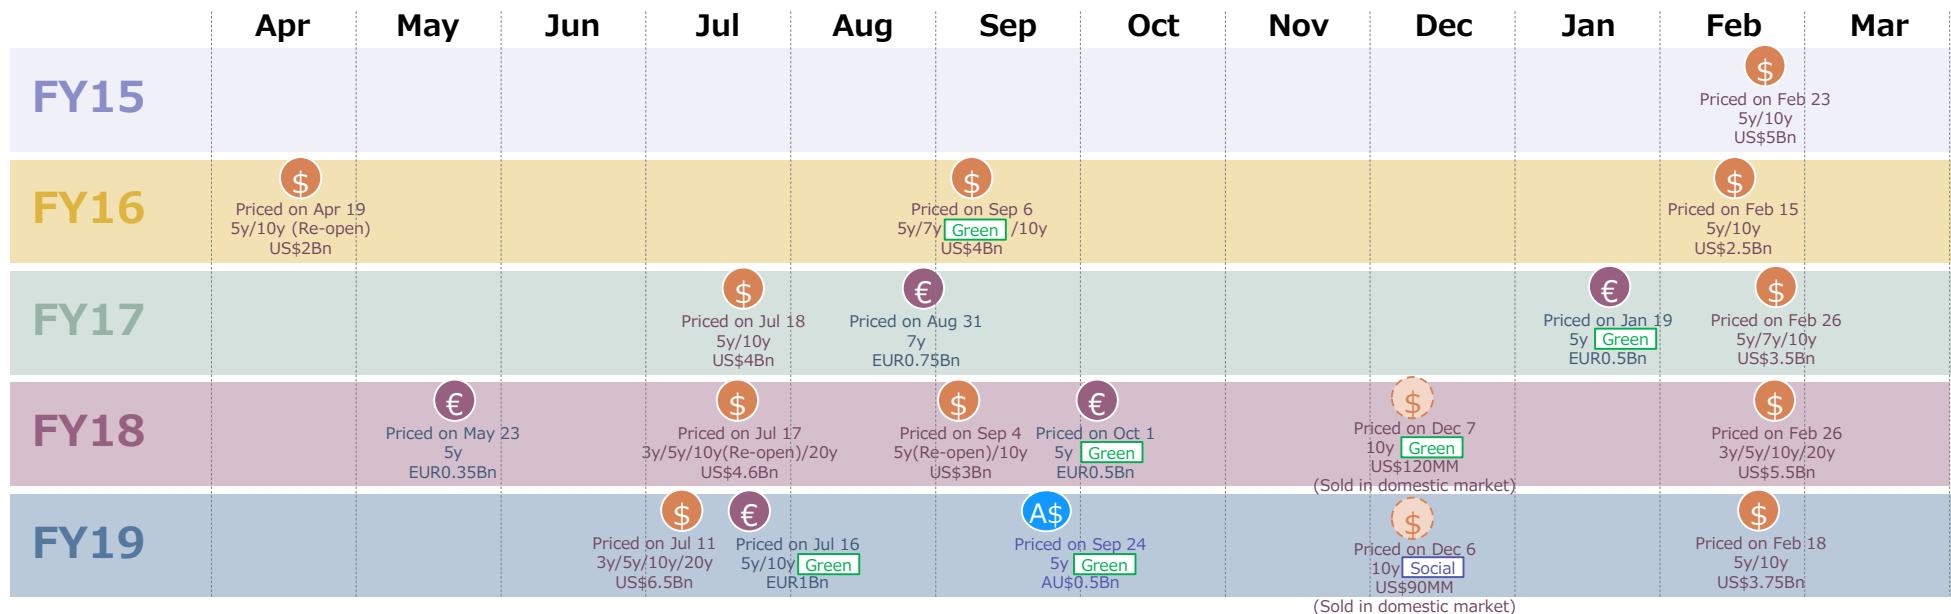 Apr May Jun Jul Aug Sep Oct Nov Dec Jan Feb Mar
FY15
$
Priced on Feb 23
5y/10y
US$5Bn
FY16
$
Priced on Apr 19
5y/10y (Re-open)
US$2Bn
$
Priced on Sep 6
5y/7y Green /10y
US$4Bn
$
Priced on Feb 15
5y/10y
US$2.5Bn
FY17
$
Priced on Jul 18
5y/10y
US$4Bn
€
Priced on Aug 31
7y
EUR0.75Bn
€
Priced on Jan 19
5y Green
EUR0.5Bn
$
Priced on Feb 26
5y/7y/10y
US$3.5Bn
FY18
€
Priced on May 23
5y
EUR0.35Bn
$
Priced on Jul 17
3y/5y/10y(Re-open)/20y
US$4.6Bn
$
Priced on Sep 4
5y(Re-open)/10y
US$3Bn
€
Priced on Oct 1
5y Green
EUR0.5Bn
$
Priced on Dec 7
10y Green
US$120MM
(Sold in domestic market)
$
Priced on Feb 26
3y/5y/10y/20y
US$5.5Bn
FY19
$
Priced on Jul 11
3y/5y/10y/20y
US$6.5Bn
€
Priced on Jul 16
5y/10y Green
EUR1Bn
A$
Priced on Sep 24
5y Green
AU$0.5Bn
$
Priced on Dec 6
10y Social
US$90MM
(Sold in domestic market)
$
Priced on Feb 18
5y/10y
US$3.75Bn